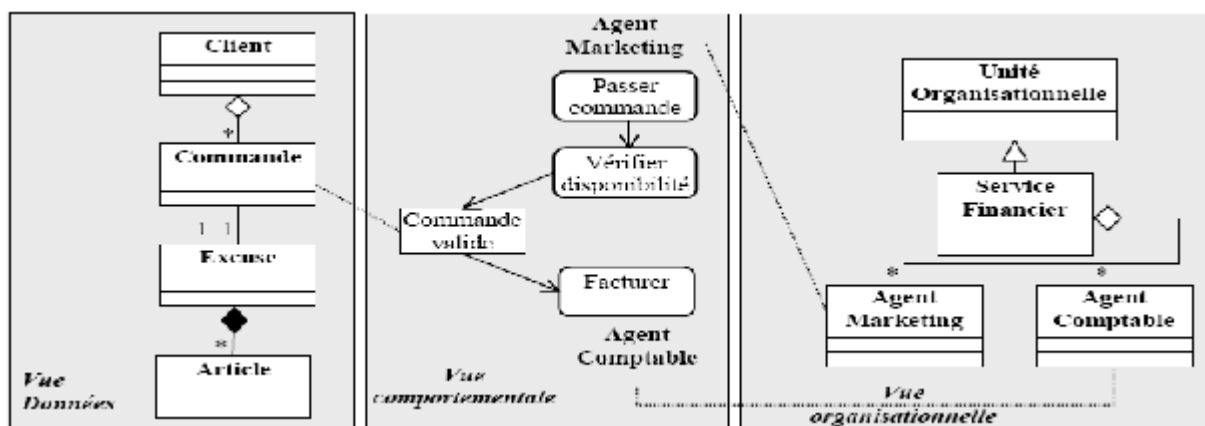 Client
*
Commande
1 1
Excuse
*
Article
Vue
Données
Agent
Marketing
Passer
commande
Vérifier
disponibilité
Commande
valide
Facturer
Agent
Comptable
Vue
comportementale
Unité
Organisationnelle
Service
Financier
* *
Agent
Marketing
Agent
Comptable
Vue
organisationnelle